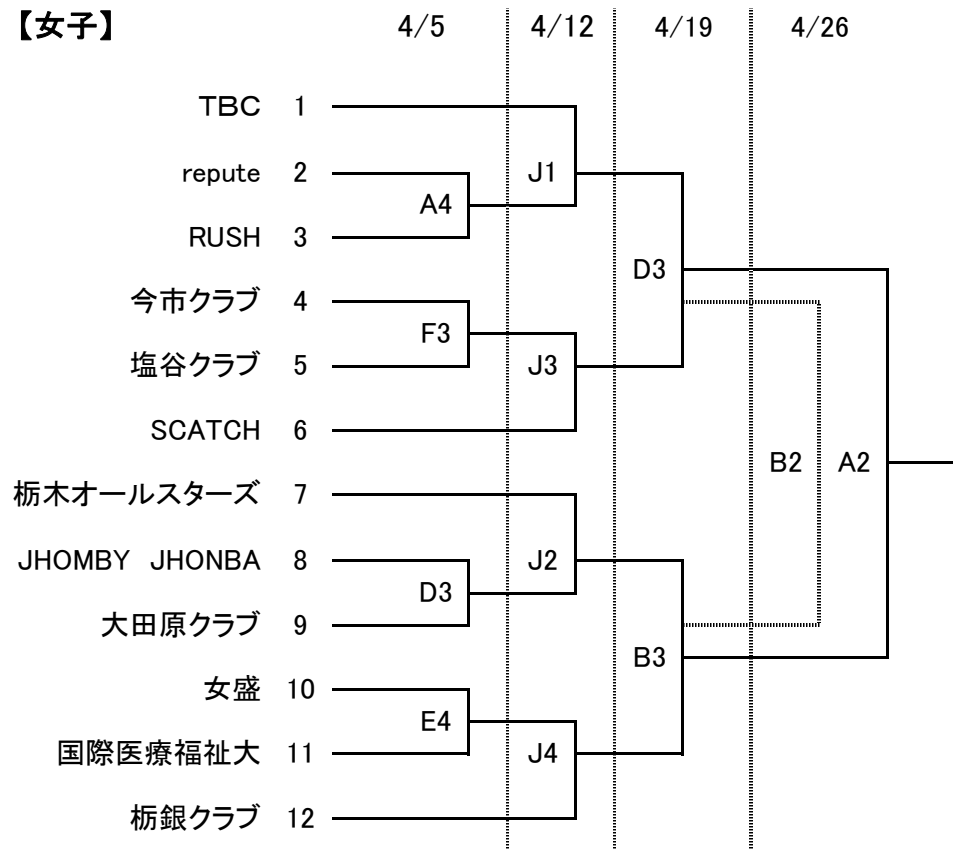 【女子】 4/5 4/12 4/19 4/26
TBC 1
repute 2 J1
A4
RUSH 3
D3
今市クラブ 4
F3
塩谷クラブ 5 J3
SCATCH 6
B2 A2
栃木オールスターズ 7
JHOMBY JHONBA 8 J2
D3
大田原クラブ 9
B3
女盛 10
E4
国際医療福祉大 11 J4
栃銀クラブ 12